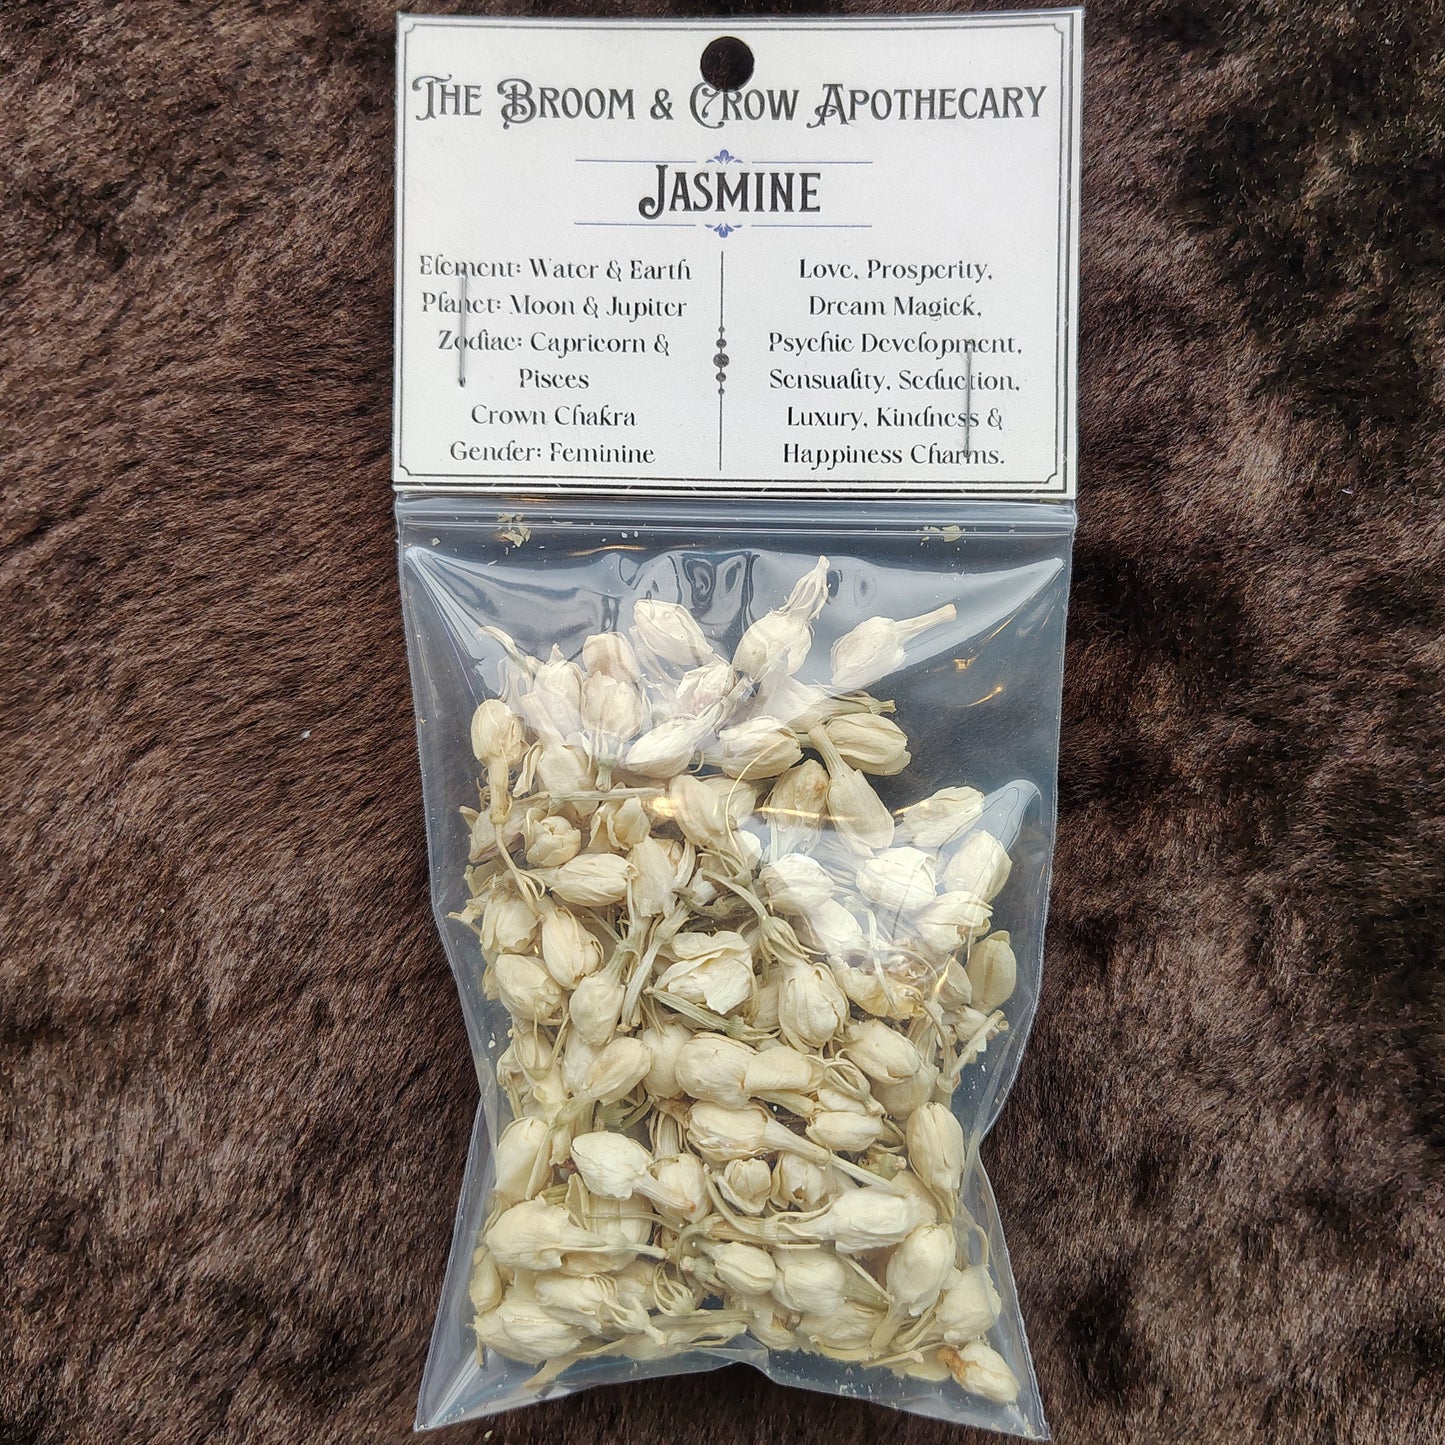 The Broom & Crow Apothecary
Jasmine
Element: Water & Earth
Planet: Moon & Jupiter
Zodiac: Capricorn &
Pisces
Crown Chakra
Gender: Feminine
Love, Prosperity,
Dream Magick,
Psychic Development,
Sensuality, Seduction,
Luxury, Kindness &
Happiness Charms.